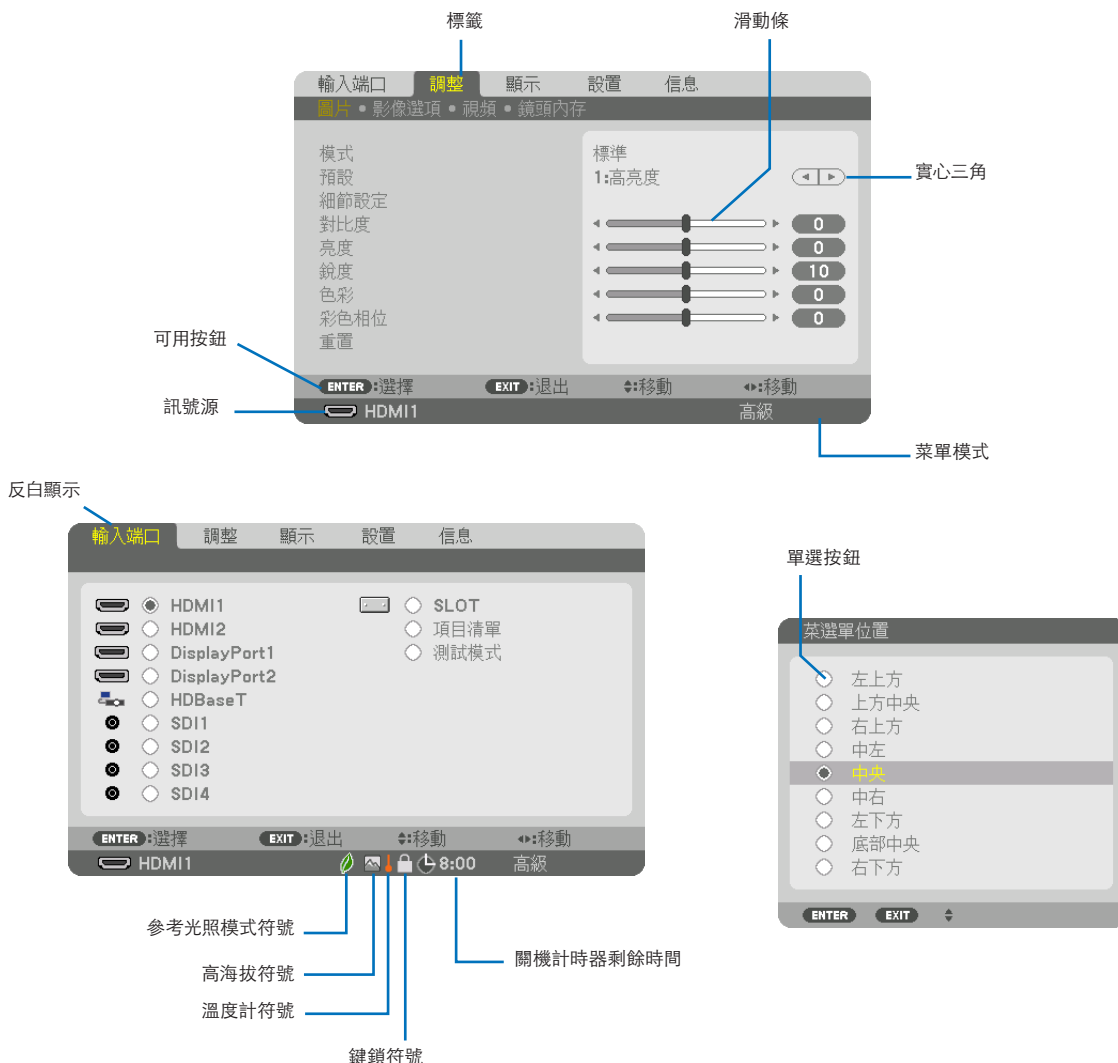 標籤
滑動條
輸入端口 調整 顯示 設置 信息
圖片 • 影像選項 • 視頻 • 鏡頭內存
模式 標準
預設 1:高亮度
實心三角
細節設定
對比度 0
亮度 0
銳度 10
色彩 0
彩色相位 0
重置
可用按鈕
ENTER :選擇 EXIT :退出 :移動 :移動
訊號源
HDMI1 高級
菜單模式
反白顯示
輸入端口 調整 顯示 設置 信息
HDMI1 SLOT
HDMI2 項目清單
DisplayPort1 測試模式
DisplayPort2
HDBaseT
SDI1
SDI2
SDI3
SDI4
ENTER :選擇 EXIT :退出 :移動 :移動
HDMI1 8:00 高級
參考光照模式符號
高海拔符號
溫度計符號
鍵鎖符號
關機計時器剩餘時間
單選按鈕
菜選單位置
左上方
上方中央
右上方
中左
中央
中右
左下方
底部中央
右下方
ENTER EXIT